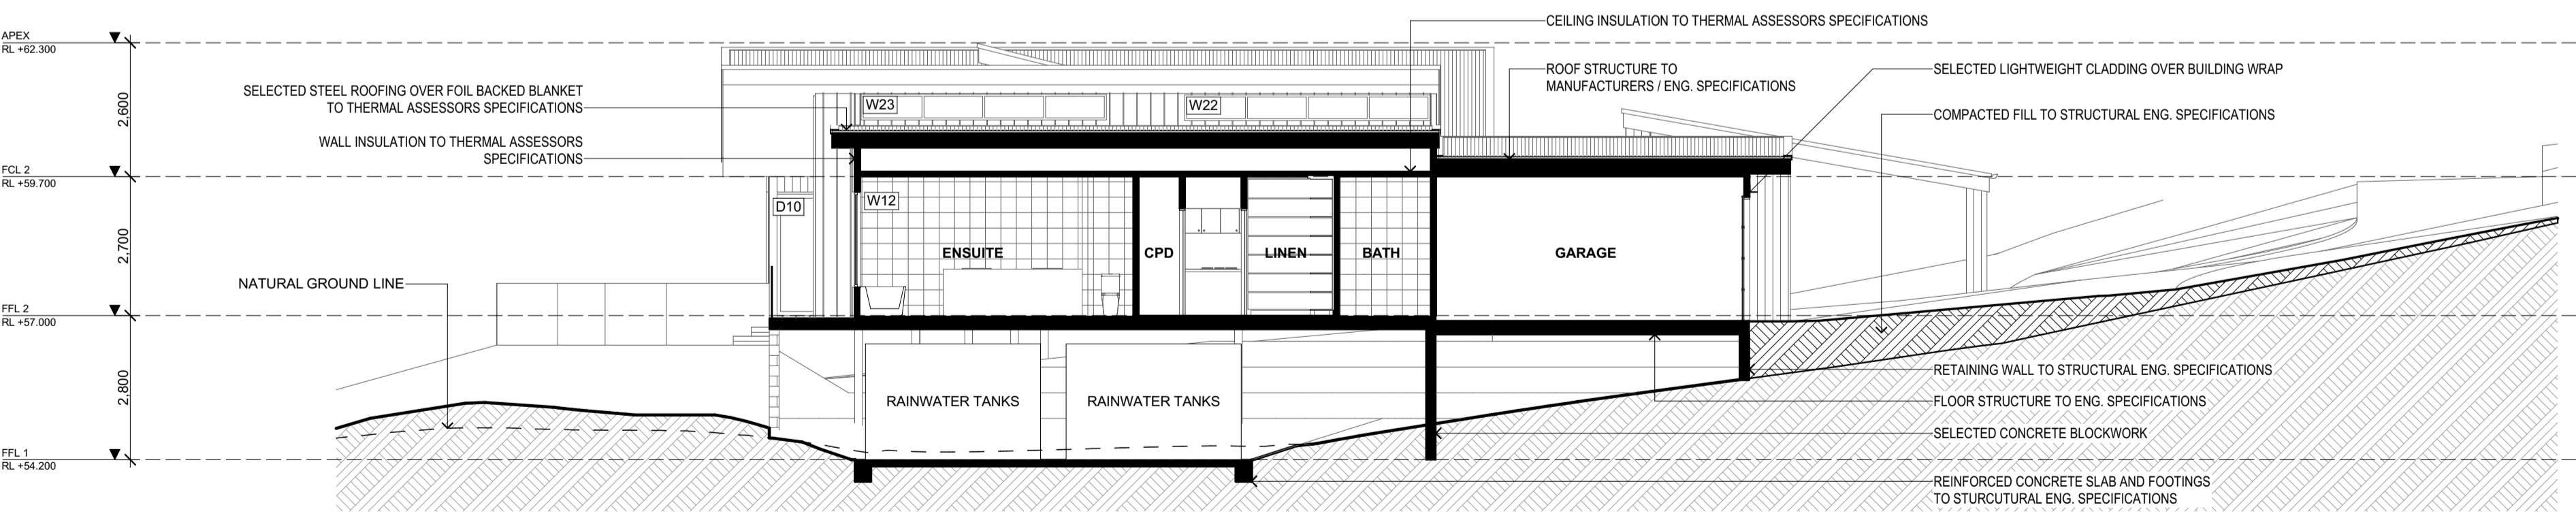 CEILING INSULATION TO THERMAL ASSESSORS SPECIFICATIONS
APEX
RL +62.300
ROOF STRUCTURE TO
MANUFACTURERS / ENG. SPECIFICATIONS
SELECTED LIGHTWEIGHT CLADDING OVER BUILDING WRAP
SELECTED STEEL ROOFING OVER FOIL BACKED BLANKET
TO THERMAL ASSESSORS SPECIFICATIONS
2,600
W23
W22
COMPACTED FILL TO STRUCTURAL ENG. SPECIFICATIONS
WALL INSULATION TO THERMAL ASSESSORS
SPECIFICATIONS
FCL 2
RL +59.700
D10
W12
2,700
ENSUITE
CPD
LINEN
BATH
GARAGE
NATURAL GROUND LINE
FFL 2
RL +57.000
2,800
RAINWATER TANKS
RAINWATER TANKS
RETAINING WALL TO STRUCTURAL ENG. SPECIFICATIONS
FLOOR STRUCTURE TO ENG. SPECIFICATIONS
SELECTED CONCRETE BLOCKWORK
FFL 1
RL +54.200
REINFORCED CONCRETE SLAB AND FOOTINGS
TO STURCUTURAL ENG. SPECIFICATIONS